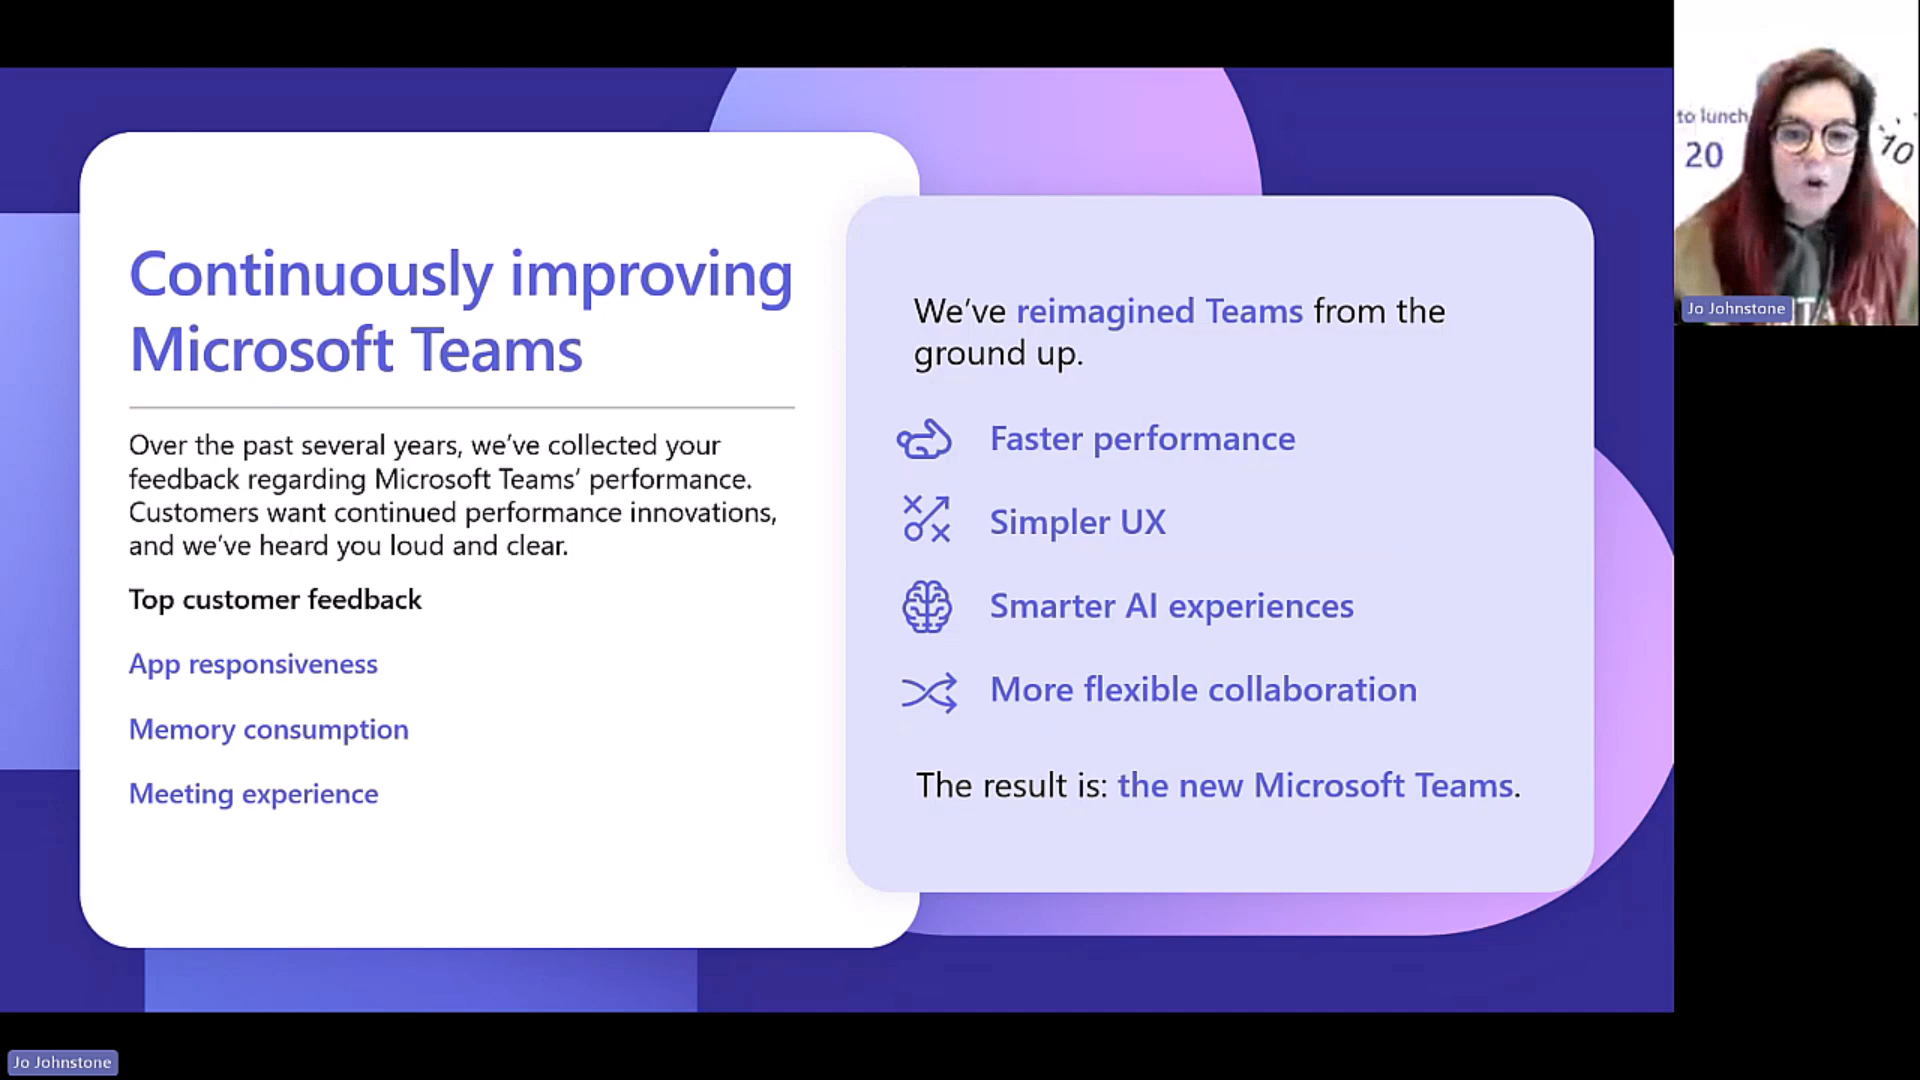 Continuously improving
Microsoft Teams
Over the past several years, we’ve collected your
feedback regarding Microsoft Teams’ performance.
Customers want continued performance innovations,
and we’ve heard you loud and clear.
Top customer feedback
App responsiveness
Memory consumption
Meeting experience
We’ve reimagined Teams from the
ground up.
Faster performance
Simpler UX
Smarter AI experiences
More flexible collaboration
The result is: the new Microsoft Teams.
to lunch
20
10
Jo Johnstone
Jo Johnstone